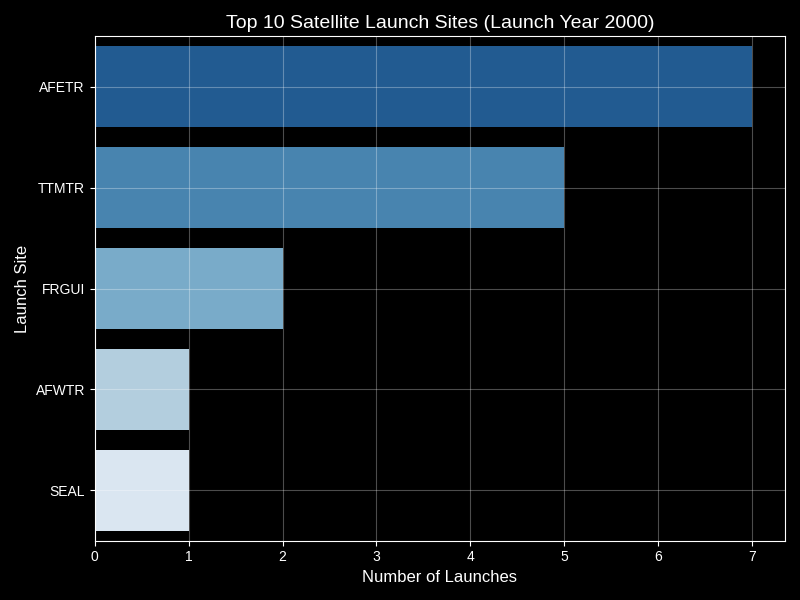 Top 10 Satellite Launch Sites (Launch Year 2000)
Launch Site
AFETR
TTMTR
FRGUI
AFWTR
SEAL
0 1 2 3 4 5 6 7
Number of Launches